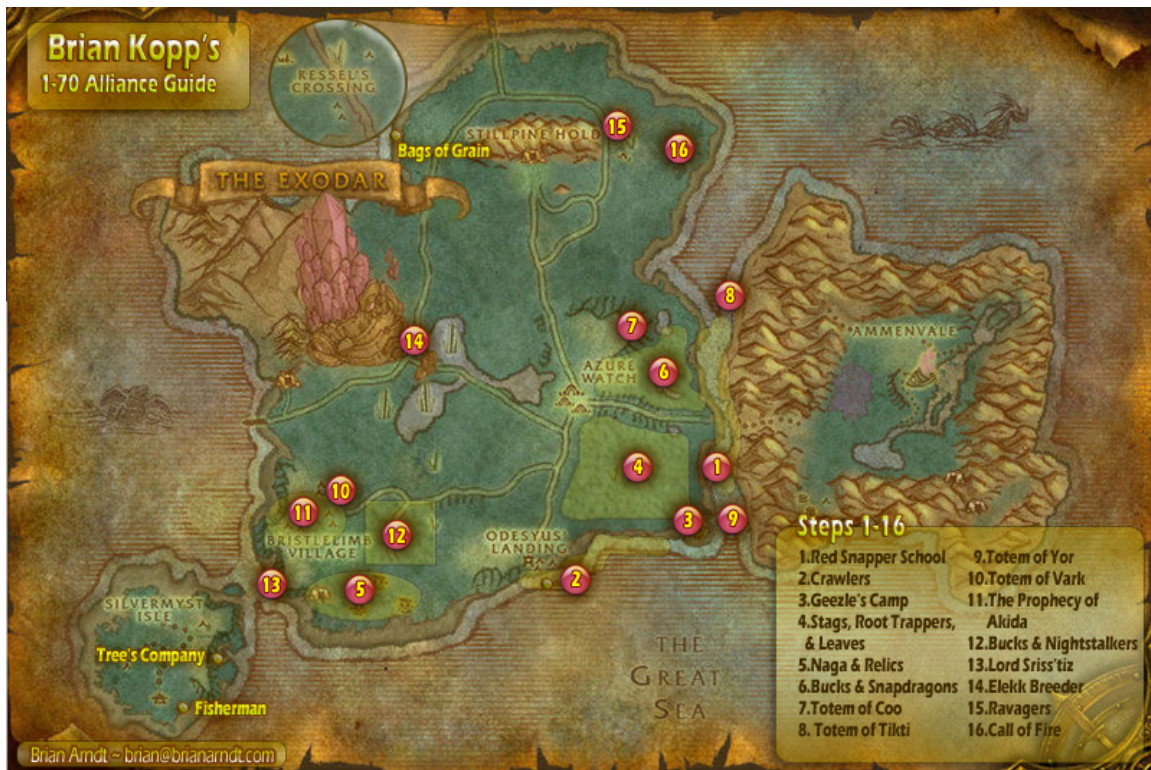 Brian Kopp's
1-70 Alliance Guide
KESSEL'S
CROSSING
STILLPINE HOLD
15
16
Bags of Grain
THE EXODAR
8
7
14
AMMENVALE
AZURE
WATCH
6
4
1
10
11
3
9
12
BRISTLELIMB
VILLAGE
ODESYUS
LANDING
13
5
2
SILVERMYST
ISLE
Tree's Company
Fisherman
THE
GREAT
SEA
Steps 1-16
1.Red Snapper School
2.Crawlers
3.Geezle's Camp
4.Stags, Root Trappers,
& Leaves
5.Naga & Relics
6.Bucks & Snapdragons
7.Totem of Coo
8. Totem of Tikti
9.Totem of Yor
10.Totem of Vark
11.The Prophecy of
Akida
12.Bucks & Nightstalkers
13.Lord Sriss'tiz
14.Elekk Breeder
15.Ravagers
16.Call of Fire
Brian Arndt ~ brian@brianarndt.com